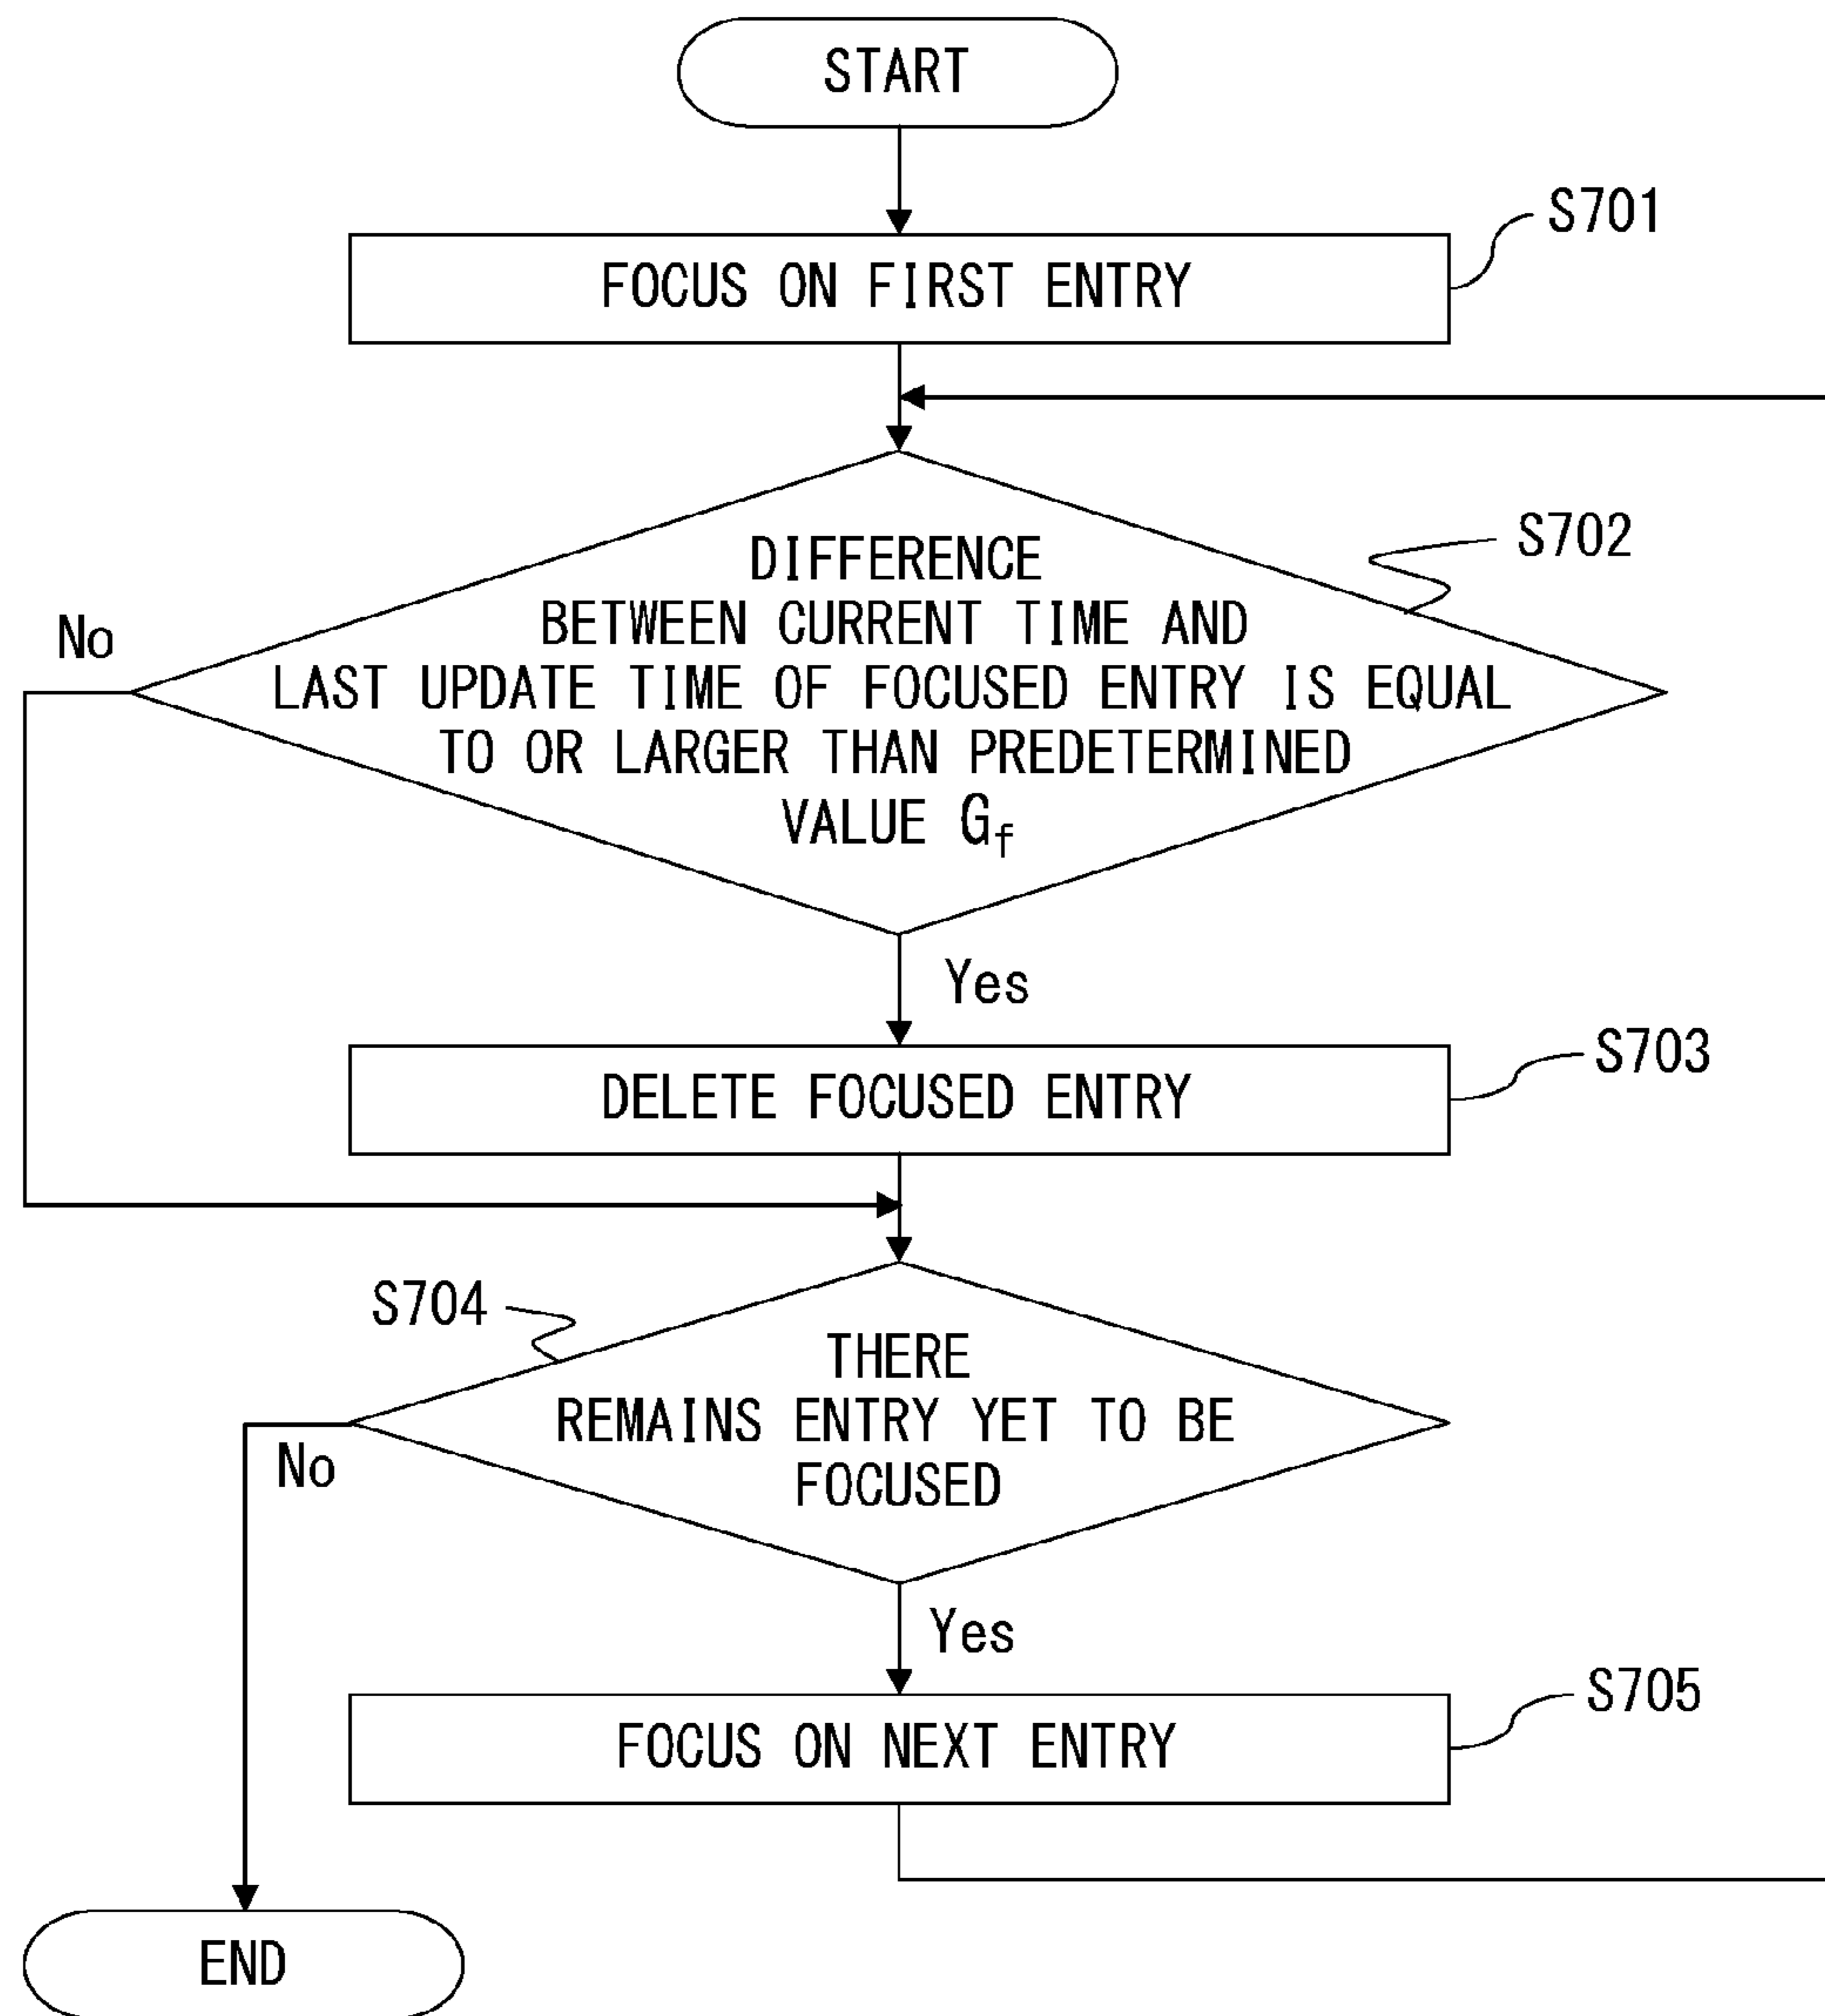 START
S701
FOCUS ON FIRST ENTRY
S702
DIFFERENCE
BETWEEN CURRENT TIME AND
LAST UPDATE TIME OF FOCUSED ENTRY IS EQUAL
TO OR LARGER THAN PREDETERMINED
VALUE Gf
No
Yes
S703
DELETE FOCUSED ENTRY
S704
THERE
REMAINS ENTRY YET TO BE
FOCUSED
No
Yes
S705
FOCUS ON NEXT ENTRY
END